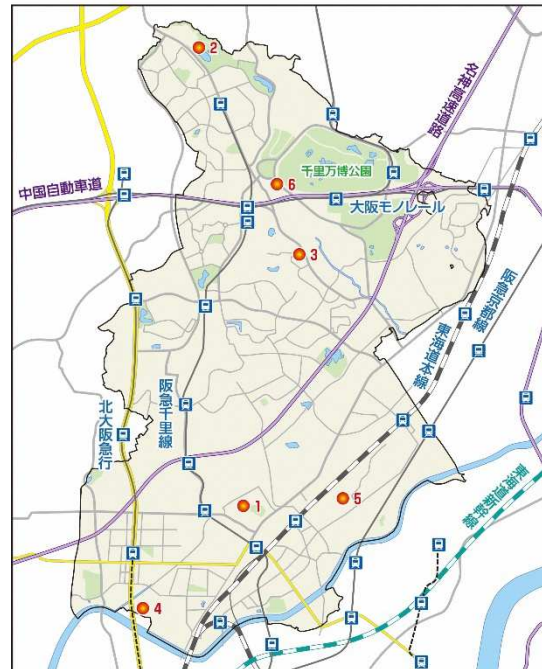 2
名神高速道路
千里万博公園
中国自動車道
6
大阪モノレール
3
阪急京都線
東海道本線
阪急千里線
北大阪急行
1
5
東海道新幹線
4